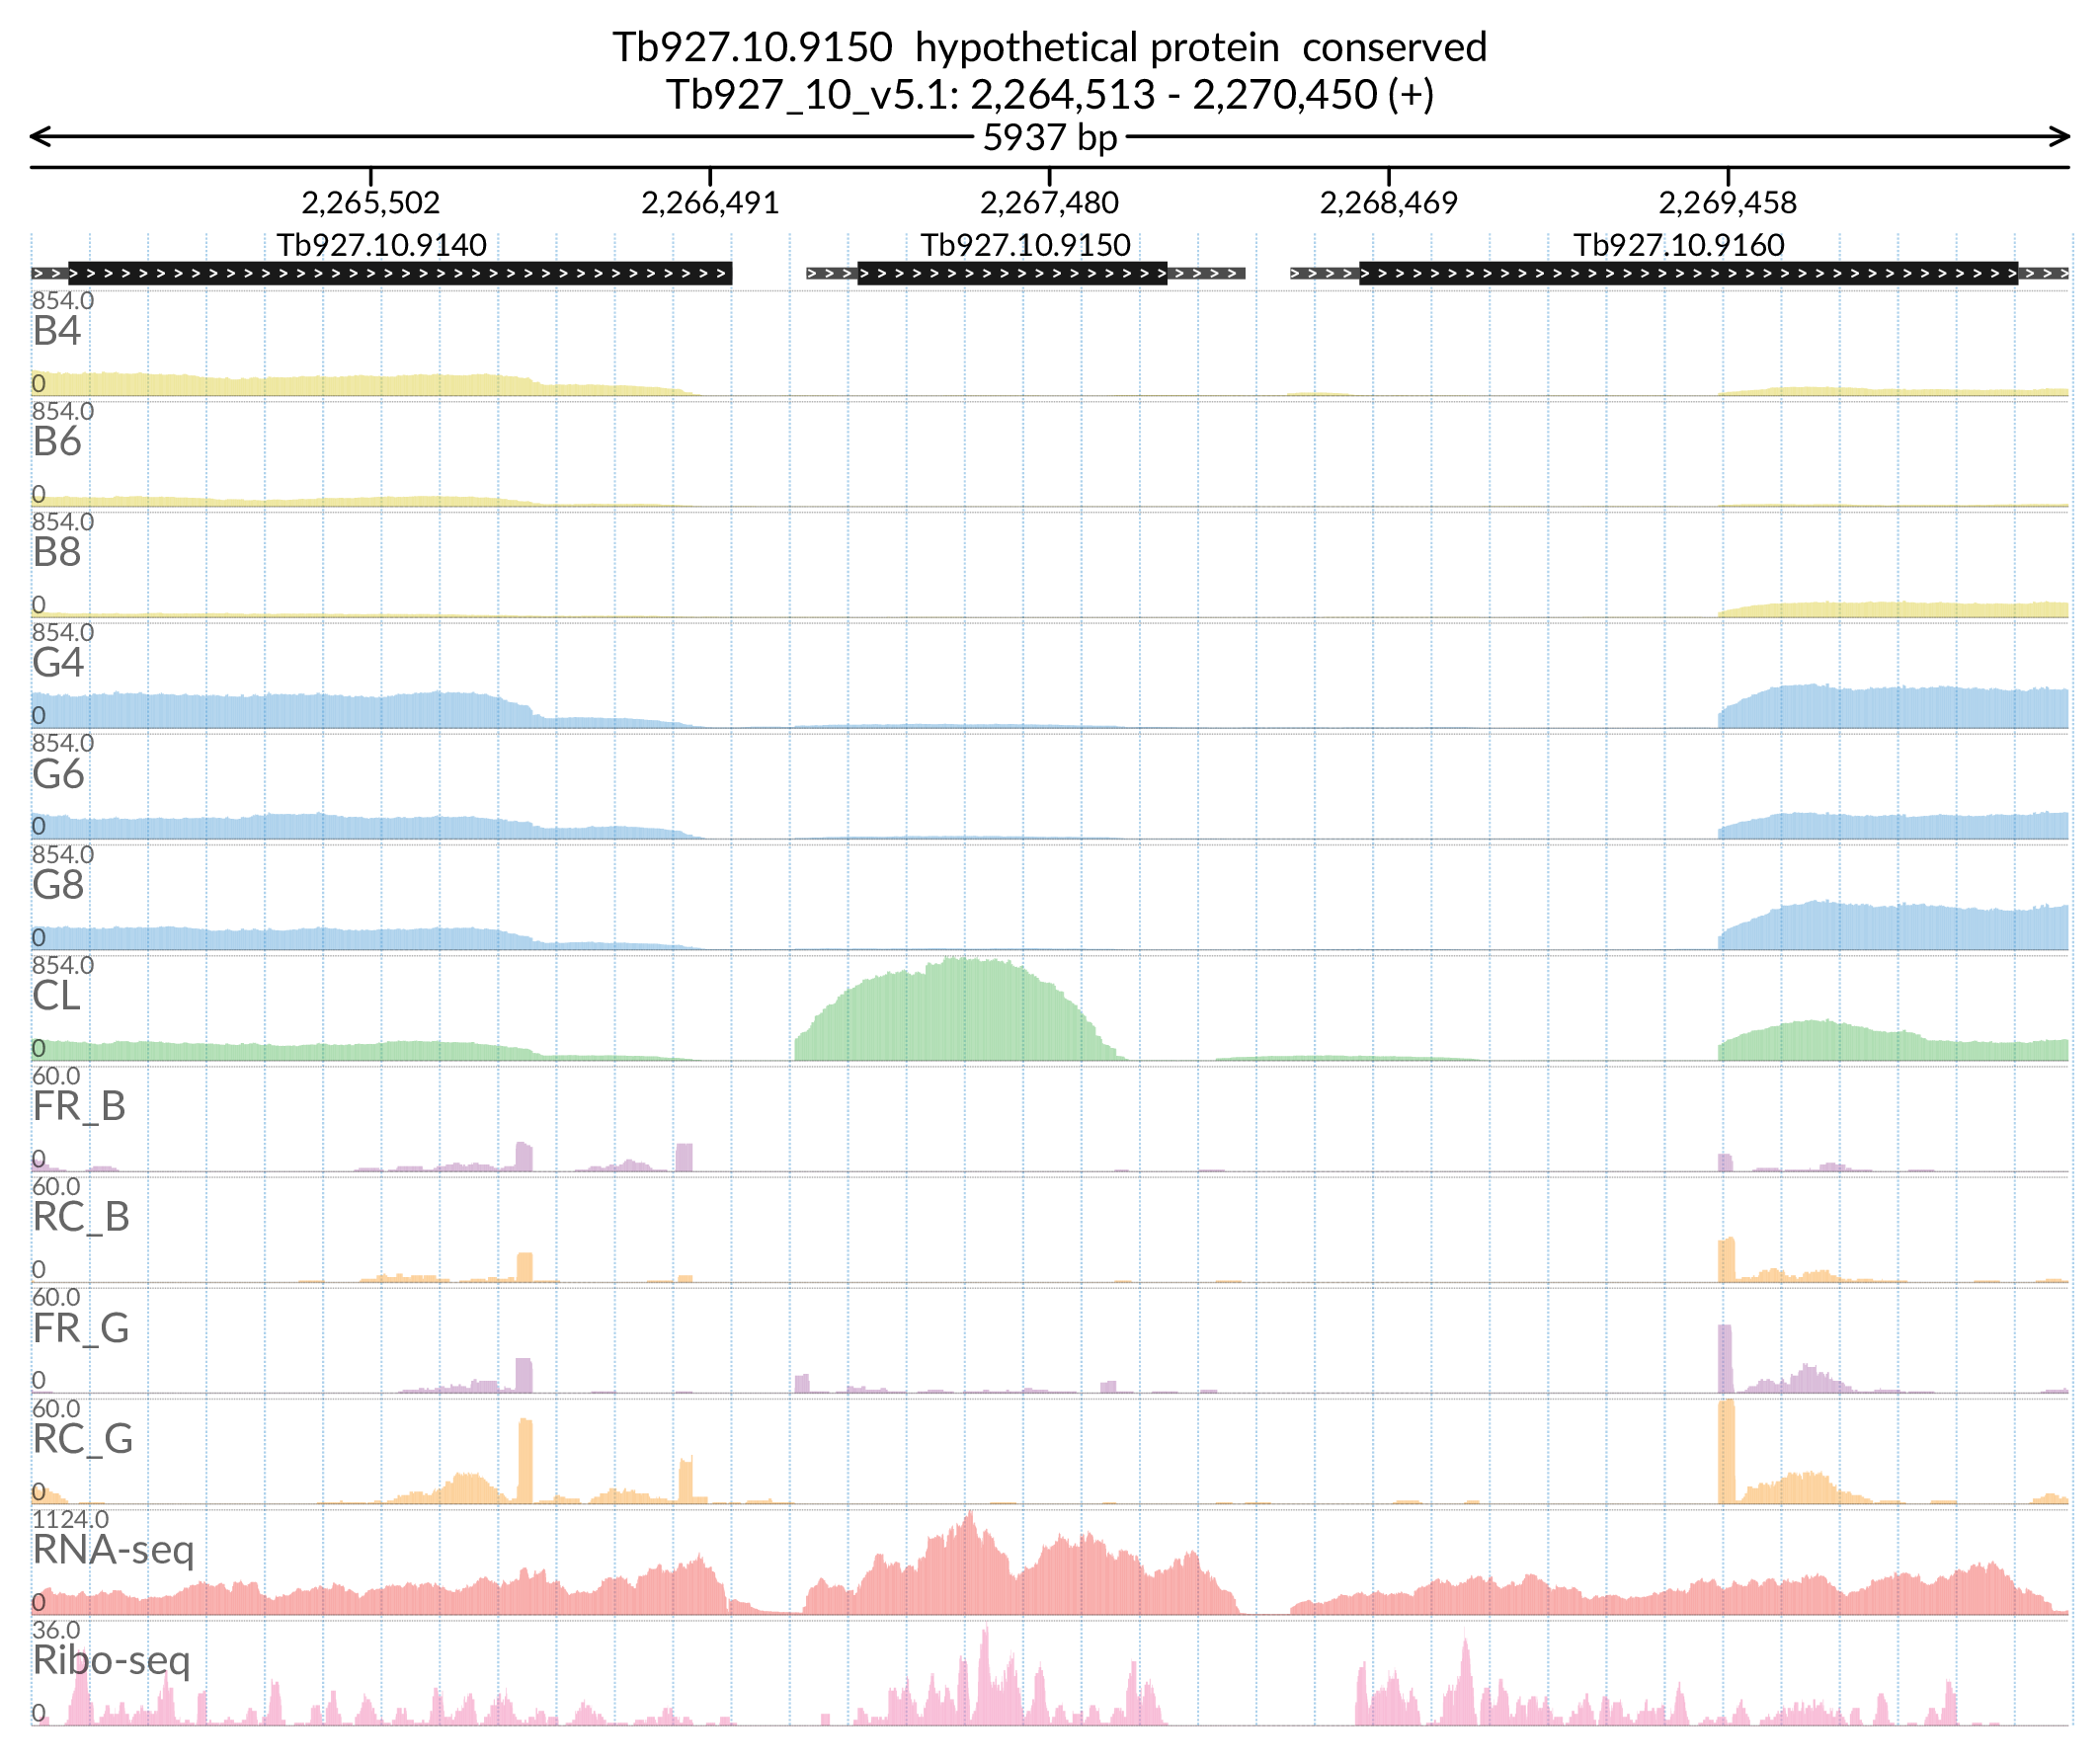 Tb927.10.9150  hypothetical protein  conserved
Tb927_10_v5.1: 2,264,513 - 2,270,450 (+)
5937 bp
2,265,502 2,266,491 2,267,480 2,268,469 2,269,458
Tb927.10.9140 Tb927.10.9150 Tb927.10.9160
854.0
B4
0
854.0
B6
0
854.0
B8
0
854.0
G4
0
854.0
G6
0
854.0
G8
0
854.0
CL
0
60.0
FR_B
0
60.0
RC_B
0
60.0
FR_G
0
60.0
RC_G
0
1124.0
RNA-seq
0
36.0
Ribo-seq
0